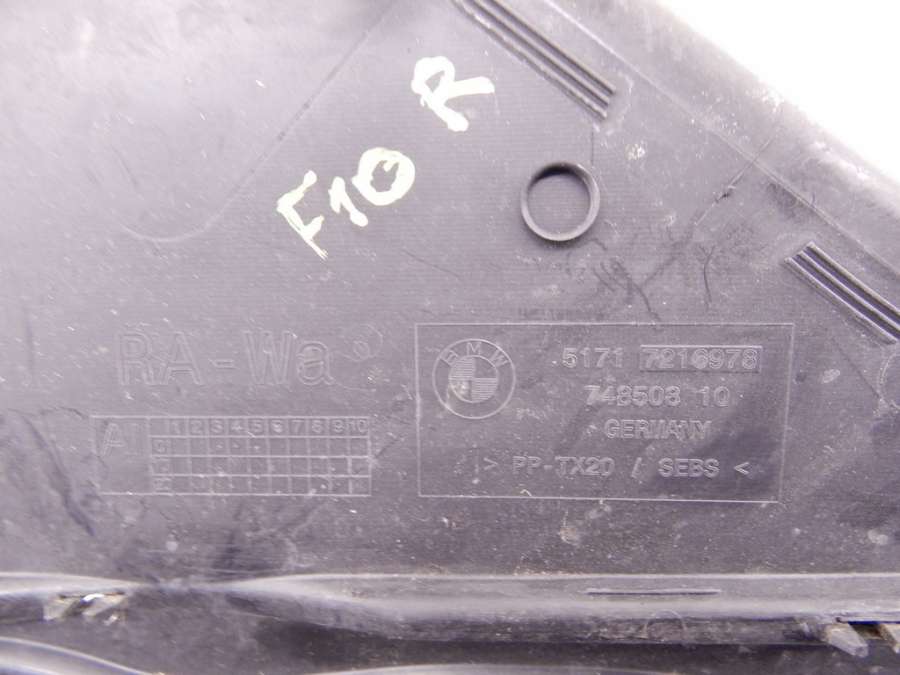 F10 R
RA-Wa
BMW
5171 7216978
748508 10
GERMANY
> PP-TX20 / SEBS <
A 1 2 3 4 5 6 7 8 9 10